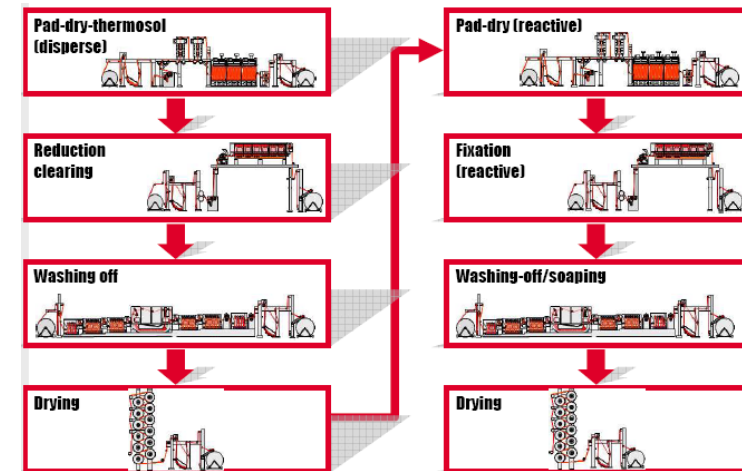 Pad-dry-thermosol
(disperse)
Reduction
clearing
Washing off
Drying
Pad-dry (reactive)
Fixation
(reactive)
Washing-off/soaping
Drying